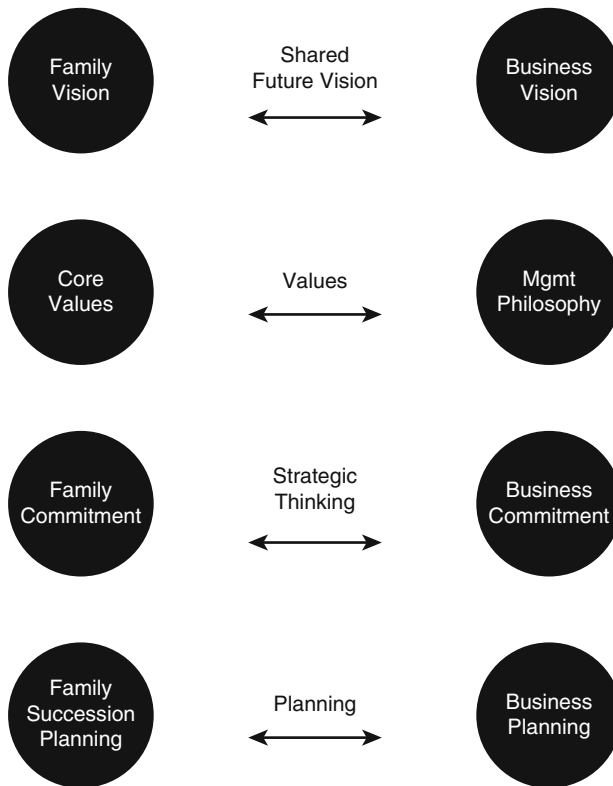 Family
Vision
Shared
Future Vision
Business
Vision
Core
Values
Values
Mgmt
Philosophy
Family
Commitment
Strategic
Thinking
Business
Commitment
Family
Succession
Planning
Planning
Business
Planning